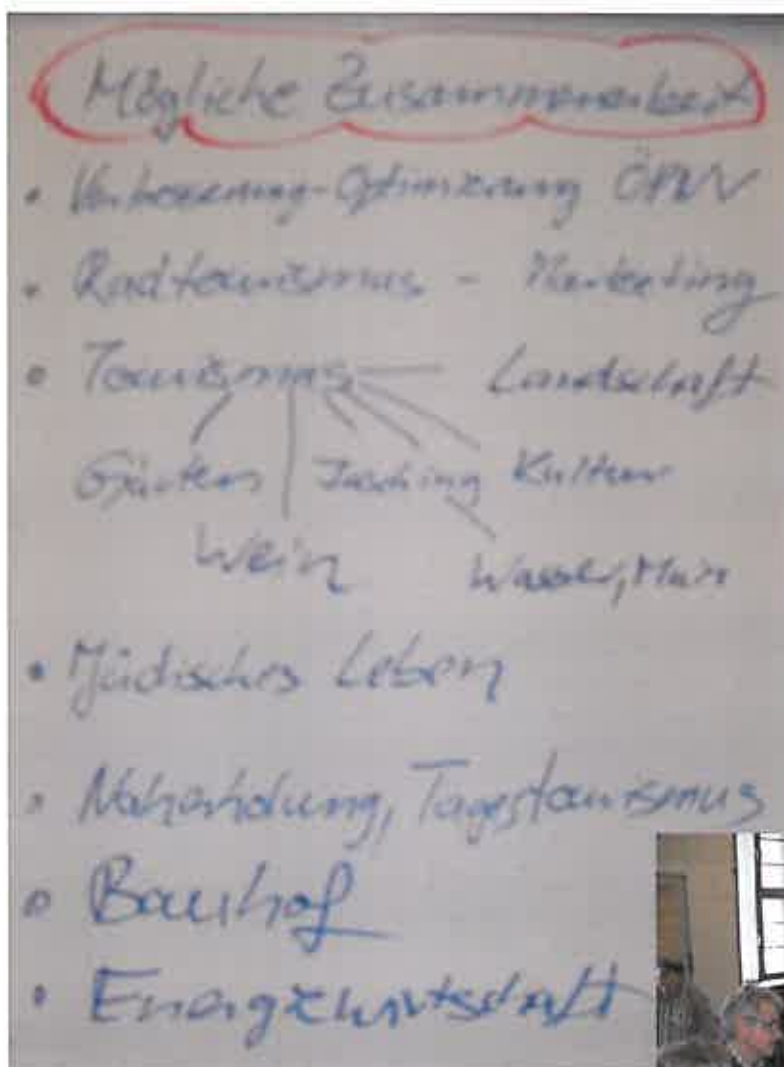 Mögliche Zusammenarbeit
• Verbesserung-Optimierung ÖPNV
• Radtourismus - Marketing
• Tourismus Landschaft
Gärten Fasching Kultur
Wein Wasser, Main
• Jüdisches Leben
• Naherholung, Tagestourismus
• Bauhof
• Energiewirtschaft